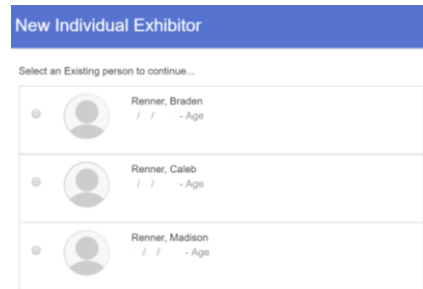 New Individual Exhibitor
Select an Existing person to continue...
Renner, Braden
/ / - Age
Renner, Caleb
/ / - Age
Renner, Madison
/ / - Age